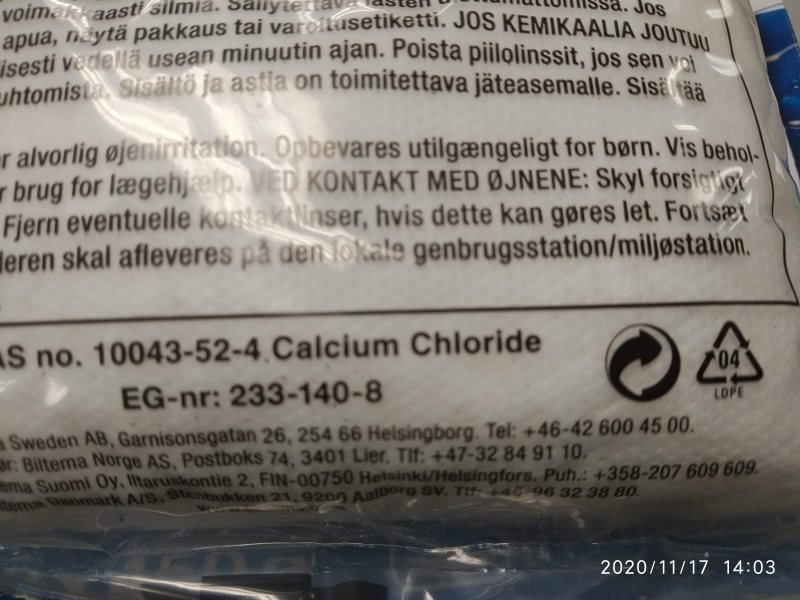 voimakkaasti silmiä. Säilytettävä lasten Jos
apua, näytä pakkaus tai varoitusetiketti. JOS KEMIKAALIA JOUTUU
isesti vedellä usean minuutin ajan. Poista piilolinssit, jos sen voi
uhtomista. Sisältö ja astia on toimitettava jäteasemalle. Sisältää
r alvorlig øjenirritation. Opbevares utilgængeligt for børn. Vis behol-
r brug for lægehjælp. VED KONTAKT MED ØJNENE: Skyl forsigtigt
Fjern eventuelle kontaktlinser, hvis dette kan gøres let. Fortsæt
deren skal afleveres på den lokale genbrugsstation/miljøstation.
AS no. 10043-52-4 Calcium Chloride
EG-nr: 233-140-8
04
LDPE
a Sweden AB, Garnisonsgatan 26, 254 66 Helsingborg. Tel: +46-42 600 45 00.
ør: Biltema Norge AS, Postboks 74, 3401 Lier. Tlf: +47-32 84 91 10.
ema Suomi Oy, Iltaruskontie 2, FIN-00750 Helsinki/Helsingfors. Puh.: +358-207 609 609.
ltema Danmark A/S, Stenbukken 21, 9200 Aalborg SV. Tlf: +45-96 32 38 80.
2020/11/17 14:03